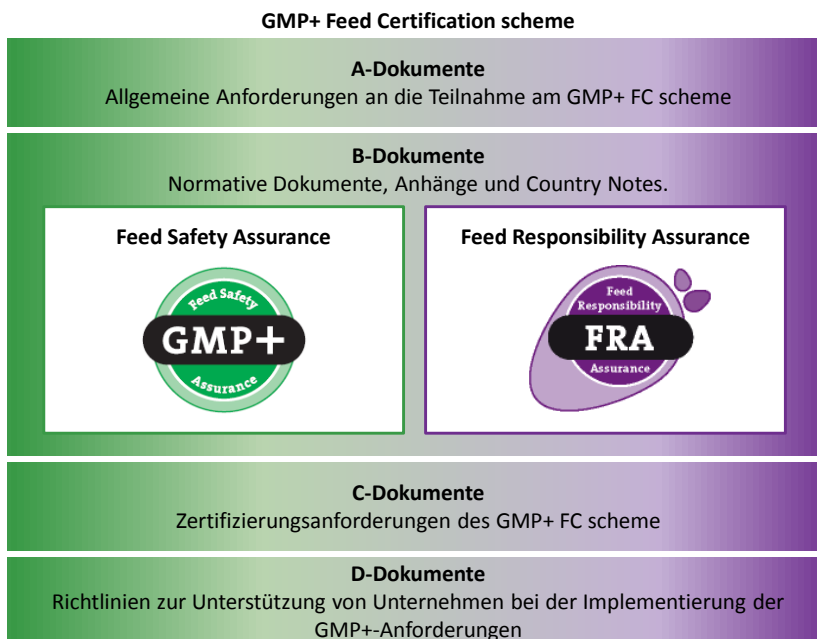 GMP+ Feed Certification scheme
A-Dokumente
Allgemeine Anforderungen an die Teilnahme am GMP+ FC scheme
B-Dokumente
Normative Dokumente, Anhänge und Country Notes.
Feed Safety Assurance
Feed Safety
GMP+
Assurance
Feed Responsibility Assurance
Feed
Responsibility
FRA
Assurance
C-Dokumente
Zertifizierungsanforderungen des GMP+ FC scheme
D-Dokumente
Richtlinien zur Unterstützung von Unternehmen bei der Implementierung der
GMP+-Anforderungen